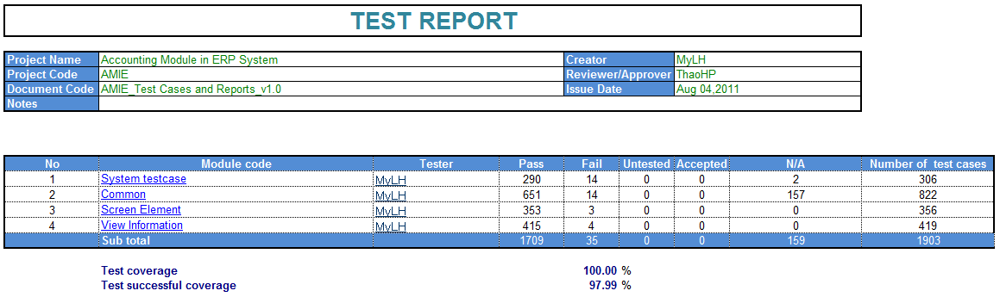 TEST REPORT
Project Name Accounting Module in ERP System Creator MyLH
Project Code AMIE Reviewer/Approver ThaoHP
Document Code AMIE_Test Cases and Reports_v1.0 Issue Date Aug 04,2011
Notes
No Module code Tester Pass Fail Untested Accepted N/A Number of test cases
1 System testcase MyLH 290 14 0 0 2 306
2 Common MyLH 651 14 0 0 157 822
3 Screen Element MyLH 353 3 0 0 0 356
4 View Information MyLH 415 4 0 0 0 419
Sub total 1709 35 0 0 159 1903
Test coverage 100.00 %
Test successful coverage 97.99 %